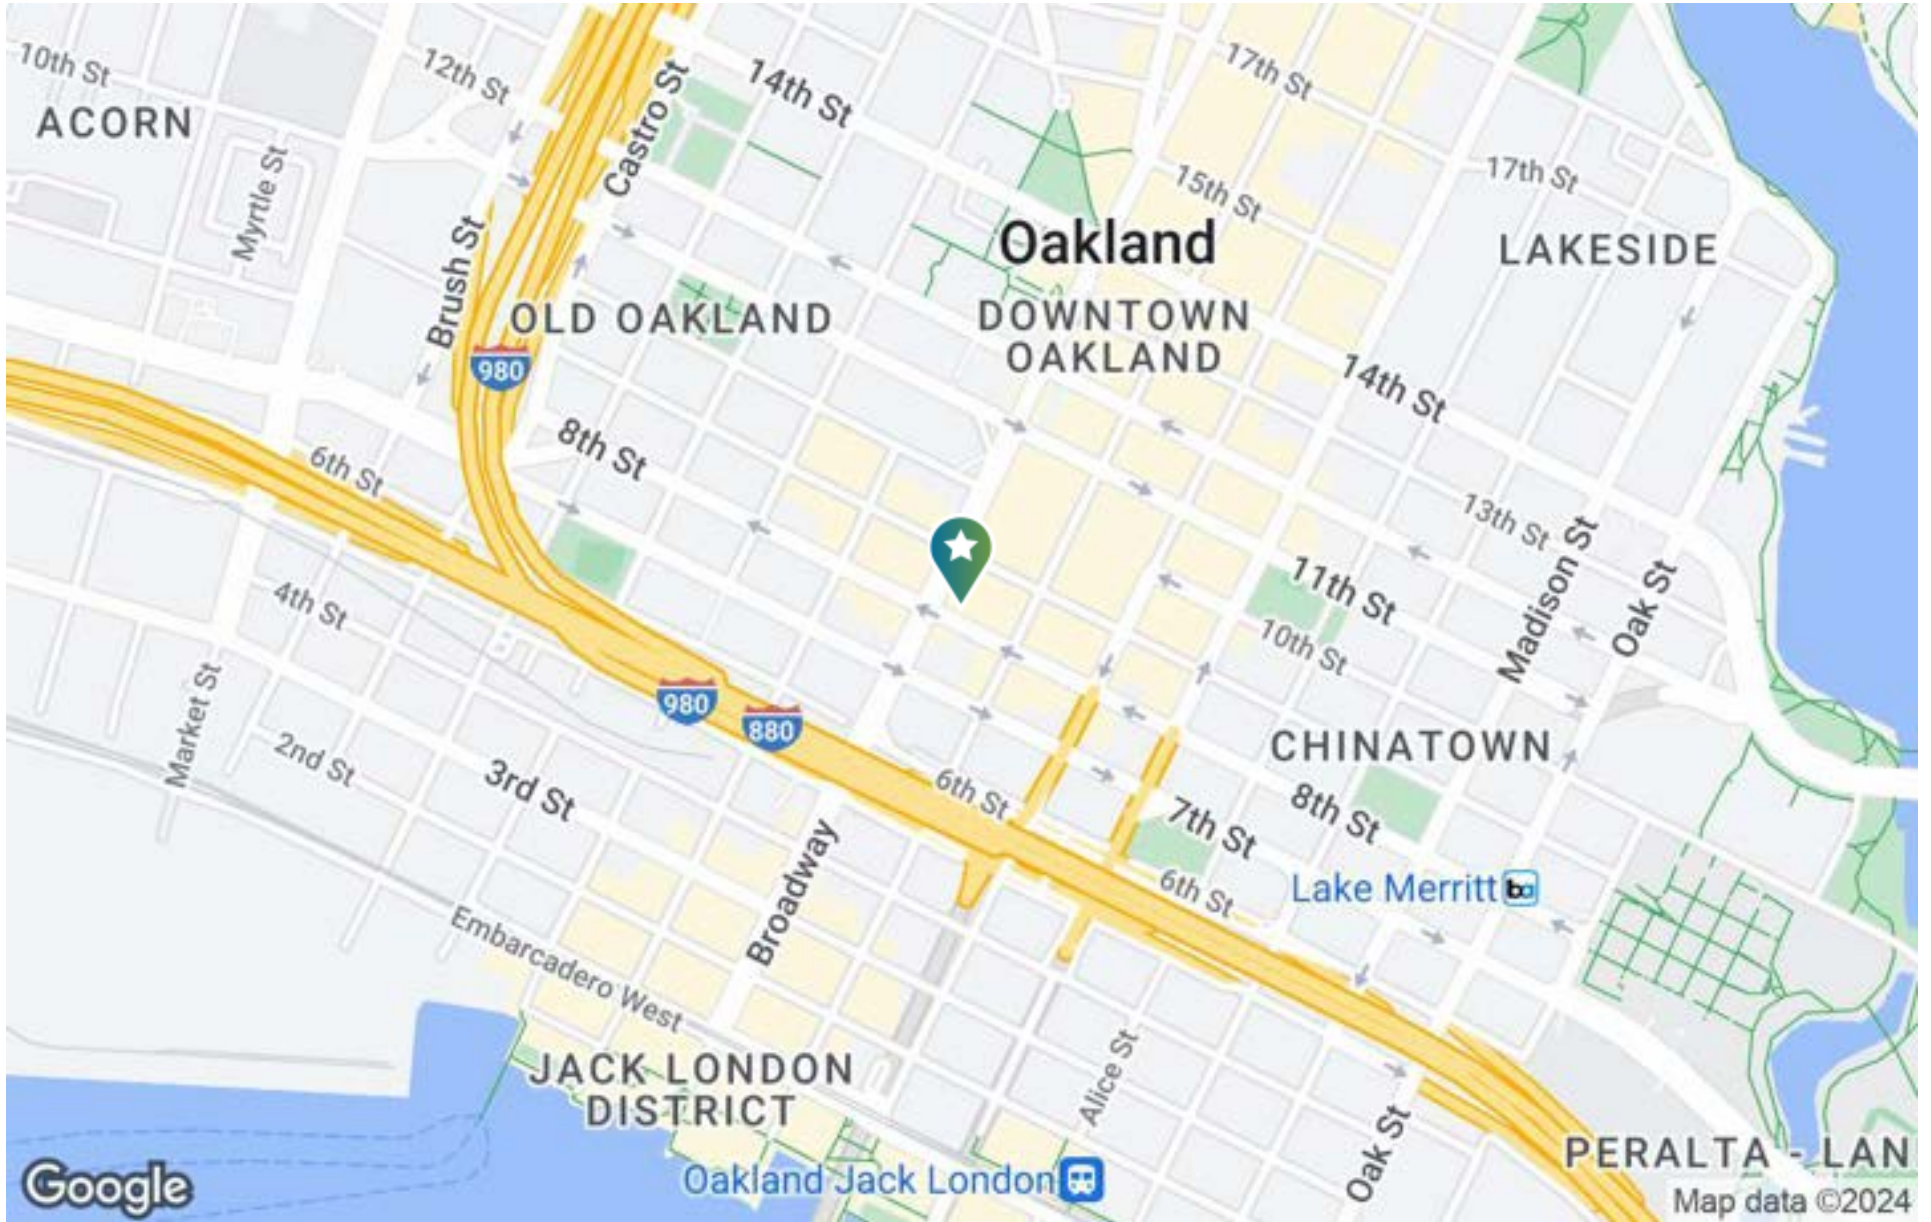 10th St
12th St
14th St
17th St
ACORN
Castro St
Myrtle St
15th St
17th St
Oakland
LAKESIDE
Brush St
OLD OAKLAND
DOWNTOWN
OAKLAND
980
14th St
8th St
6th St
13th St
Madison St
Oak St
11th St
4th St
10th St
Market St
980
880
CHINATOWN
2nd St
3rd St
6th St
7th St
8th St
Broadway
6th St
Lake Merritt
ba
Embarcadero West
JACK LONDON
DISTRICT
Alice St
Oak St
PERALTA - LAN
Oakland Jack London
Google
Map data ©2024